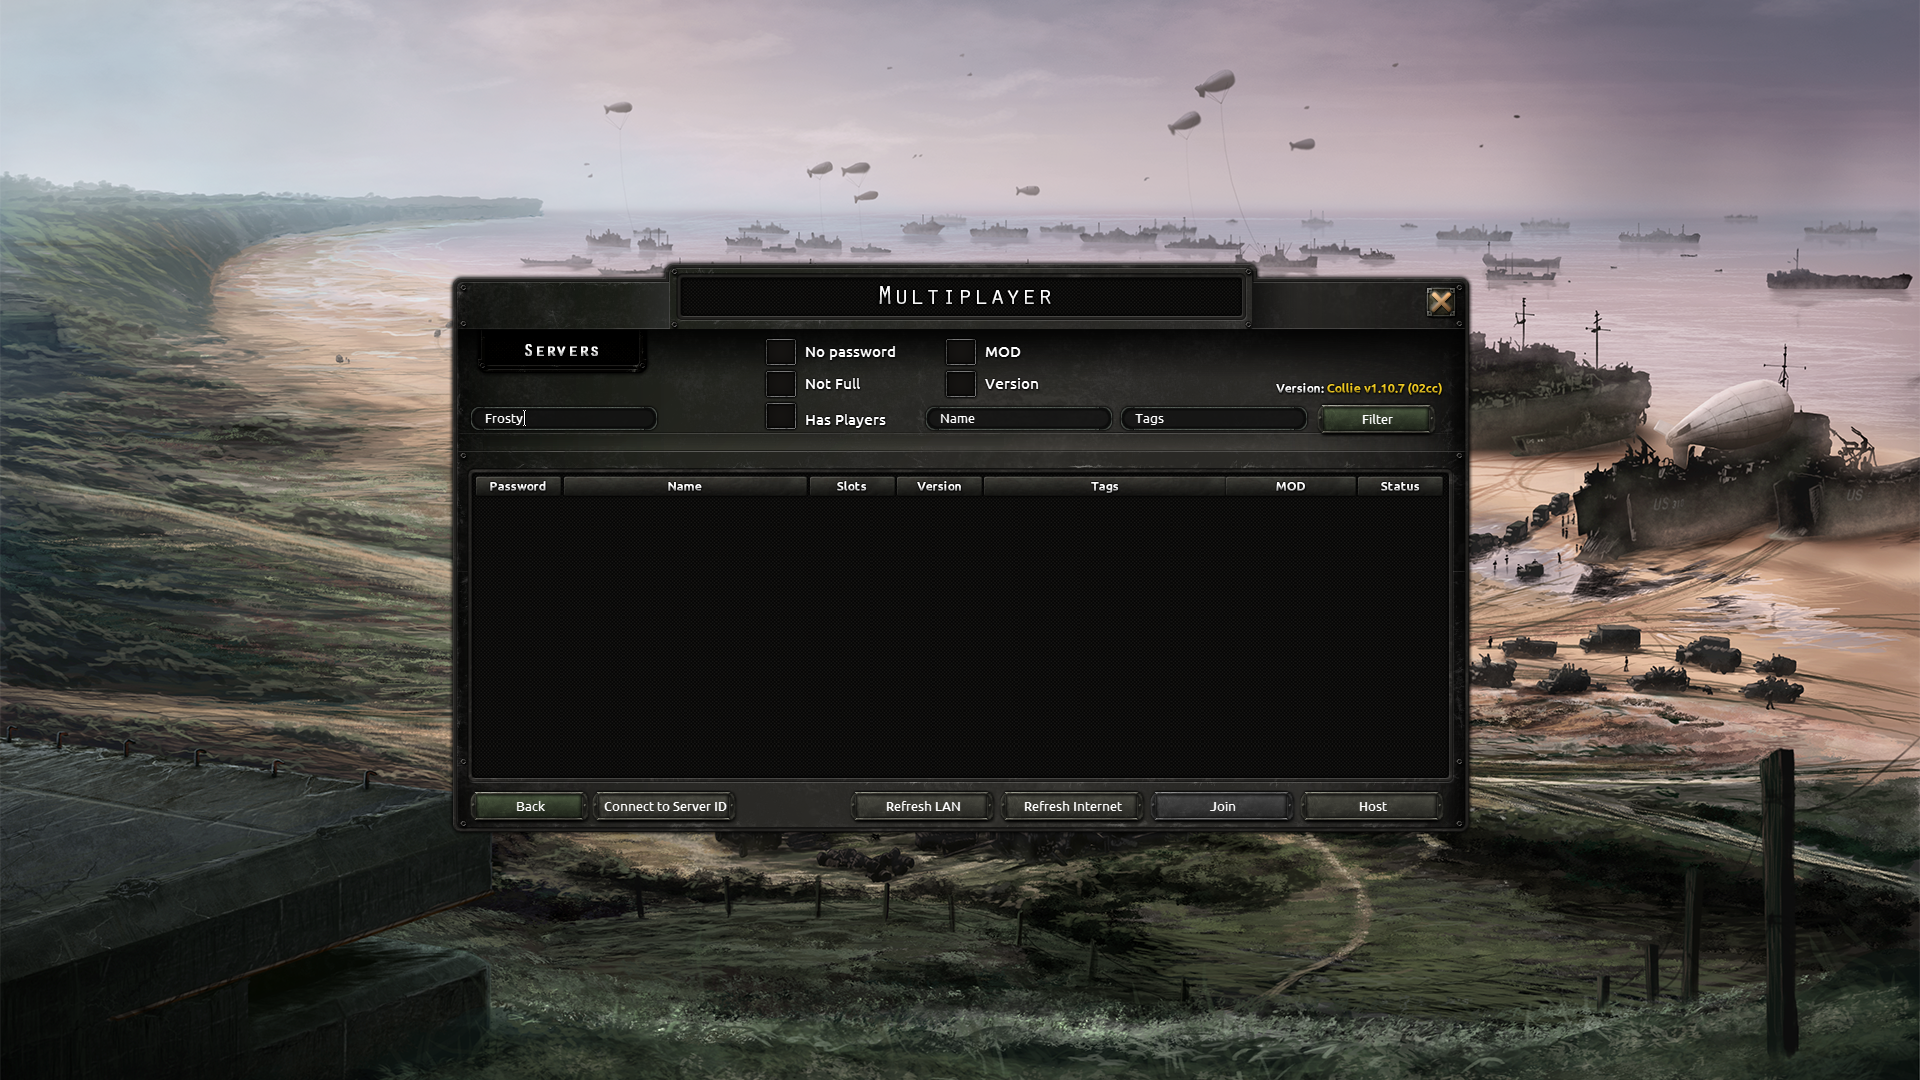 MULTIPLAYER
SERVERS
No password
MOD
Not Full
Version
Version: Collie v1.10.7 (02cc)
Frosty
Has Players
Name
Tags
Filter
Password Name Slots Version Tags MOD Status
Back
Connect to Server ID
Refresh LAN
Refresh Internet
Join
Host